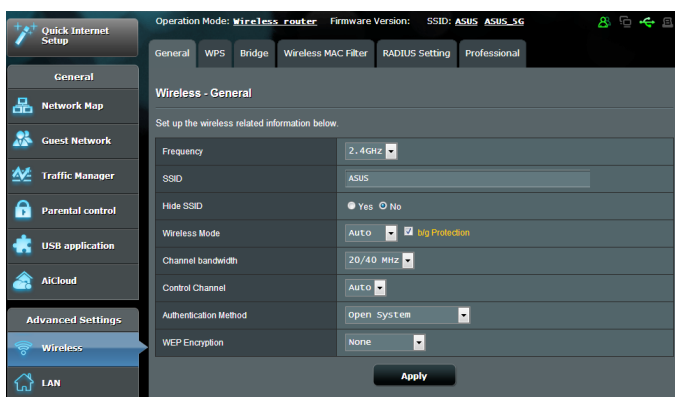 Quick Internet Setup
Operation Mode: Wireless router Firmware Version: SSID: ASUS ASUS_5G
General WPS Bridge Wireless MAC Filter RADIUS Setting Professional
General
Network Map
Guest Network
Traffic Manager
Parental control
USB application
AiCloud
Advanced Settings
Wireless
LAN
Wireless - General
Set up the wireless related information below.
Frequency 2.4GHz
SSID ASUS
Hide SSID Yes No
Wireless Mode Auto b/g Protection
Channel bandwidth 20/40 MHz
Control Channel Auto
Authentication Method Open System
WEP Encryption None
Apply